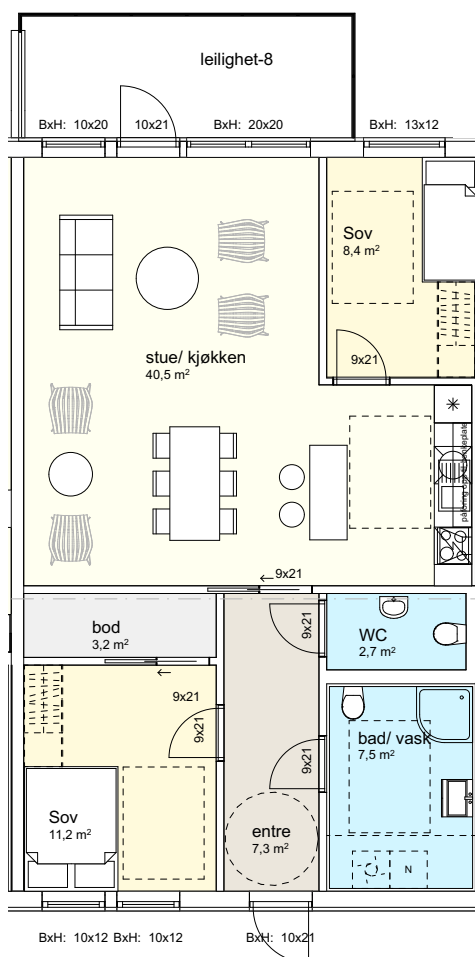 leilighet-8
BxH: 10x20
10x21
BxH: 20x20
BxH: 13x12
Sov
8,4 m²
stue/ kjøkken
40,5 m²
9x21
9x21
bod
3,2 m²
9x21
WC
2,7 m²
9x21
9x21
9x21
bad/ vask
7,5 m²
Sov
11,2 m²
entre
7,3 m²
N
BxH: 10x12
BxH: 10x12
BxH: 10x21